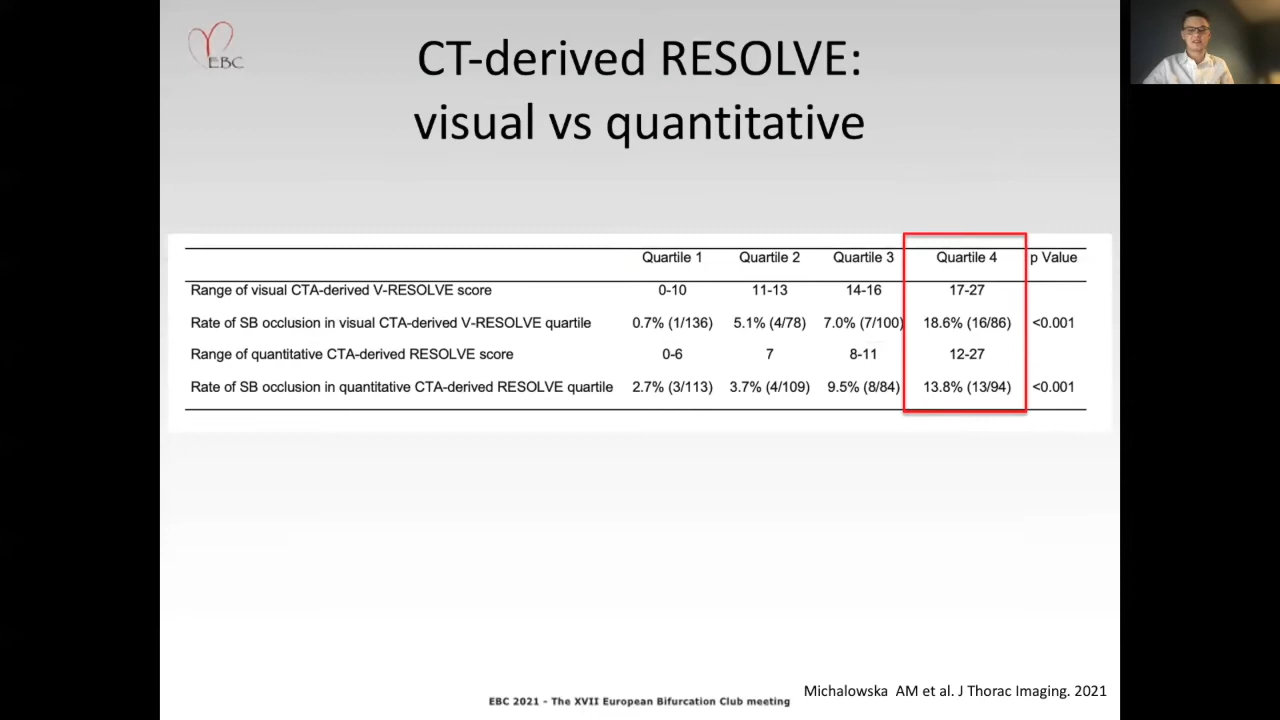 EBC
CT-derived RESOLVE:
visual vs quantitative
Quartile 1 Quartile 2 Quartile 3 Quartile 4 p Value
Range of visual CTA-derived V-RESOLVE score 0-10 11-13 14-16 17-27
Rate of SB occlusion in visual CTA-derived V-RESOLVE quartile 0.7% (1/136) 5.1% (4/78) 7.0% (7/100) 18.6% (16/86) <0.001
Range of quantitative CTA-derived RESOLVE score 0-6 7 8-11 12-27
Rate of SB occlusion in quantitative CTA-derived RESOLVE quartile 2.7% (3/113) 3.7% (4/109) 9.5% (8/84) 13.8% (13/94) <0.001
Michalowska AM et al. J Thorac Imaging. 2021
EBC 2021 - The XVII European Bifurcation Club meeting